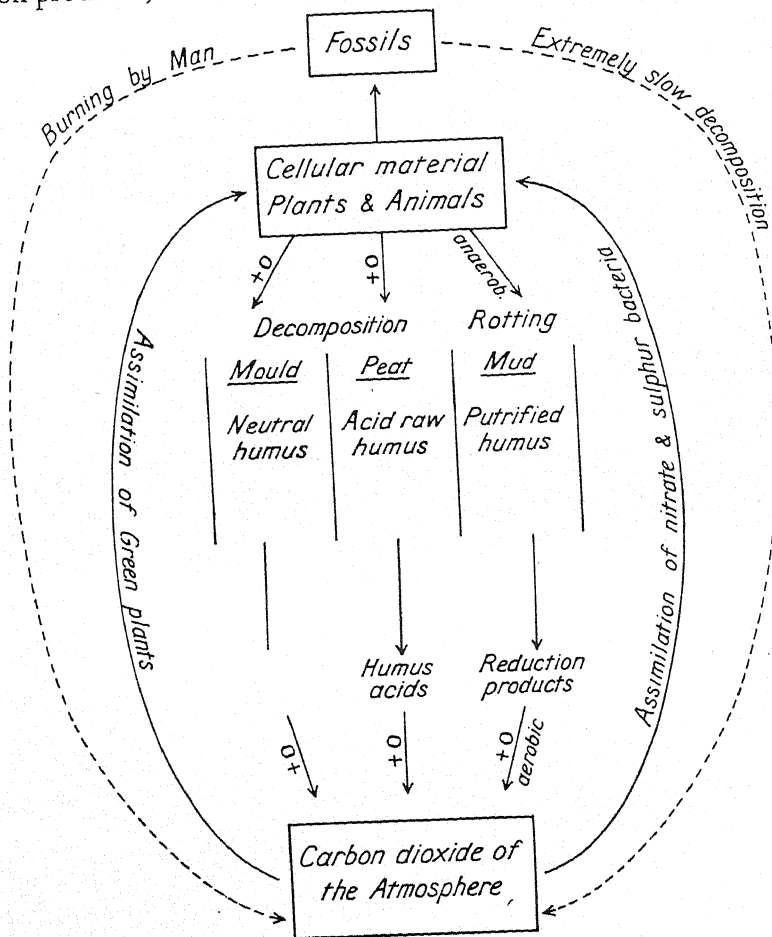 Fossils
Burning by Man
Extremely slow decomposition
Cellular material
Plants & Animals
+O
+O
anaerob.
Decomposition
Rotting
Mould
Peat
Mud
Neutral
humus
Acid raw
humus
Putrified
humus
Assimilation of Green plants
Assimilation of nitrate & sulphur bacteria
Humus
acids
Reduction
products
+O
+O
+O
aerobic
Carbon dioxide of
the Atmosphere